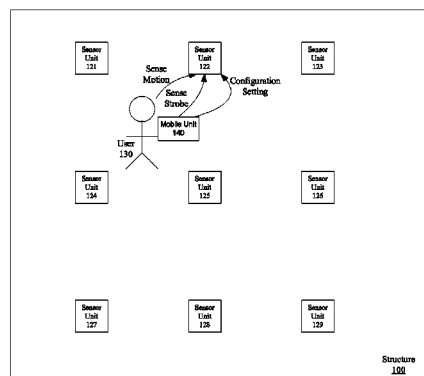 Sensor
Unit
121
Sensor
Unit
122
Sensor
Unit
123
Sense
Motion
Configuration
Setting
Sense
Strobe
Mobile Unit
140
User
130
Sensor
Unit
124
Sensor
Unit
125
Sensor
Unit
126
Sensor
Unit
127
Sensor
Unit
128
Sensor
Unit
129
Structure
100